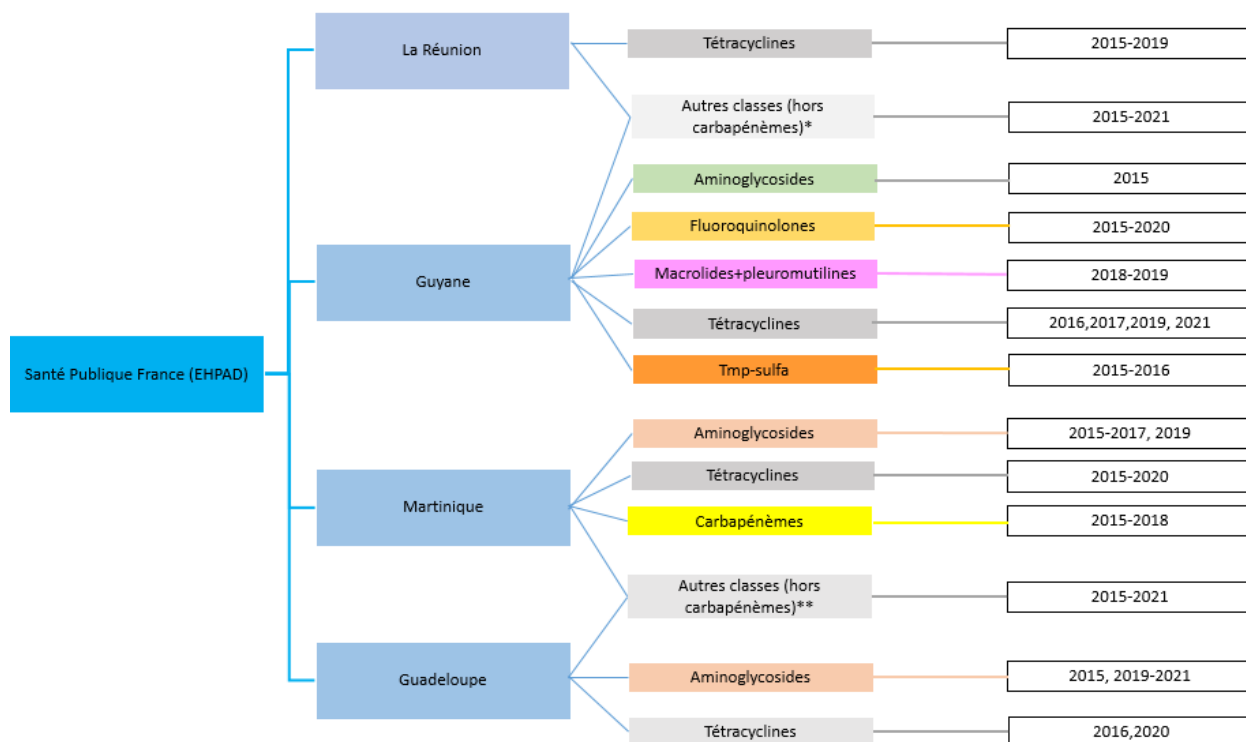 La Réunion
Tétracyclines
2015-2019
Autres classes (hors
carbapénèmes)*
2015-2021
Aminoglycosides
2015
Fluoroquinolones
2015-2020
Guyane
Macrolides+pleuromutilines
2018-2019
Tétracyclines
2016,2017,2019, 2021
Santé Publique France (EHPAD)
Tmp-sulfa
2015-2016
Aminoglycosides
2015-2017, 2019
Tétracyclines
2015-2020
Martinique
Carbapénèmes
2015-2018
Autres classes (hors
carbapénèmes)**
2015-2021
Guadeloupe
Aminoglycosides
2015, 2019-2021
Tétracyclines
2016,2020